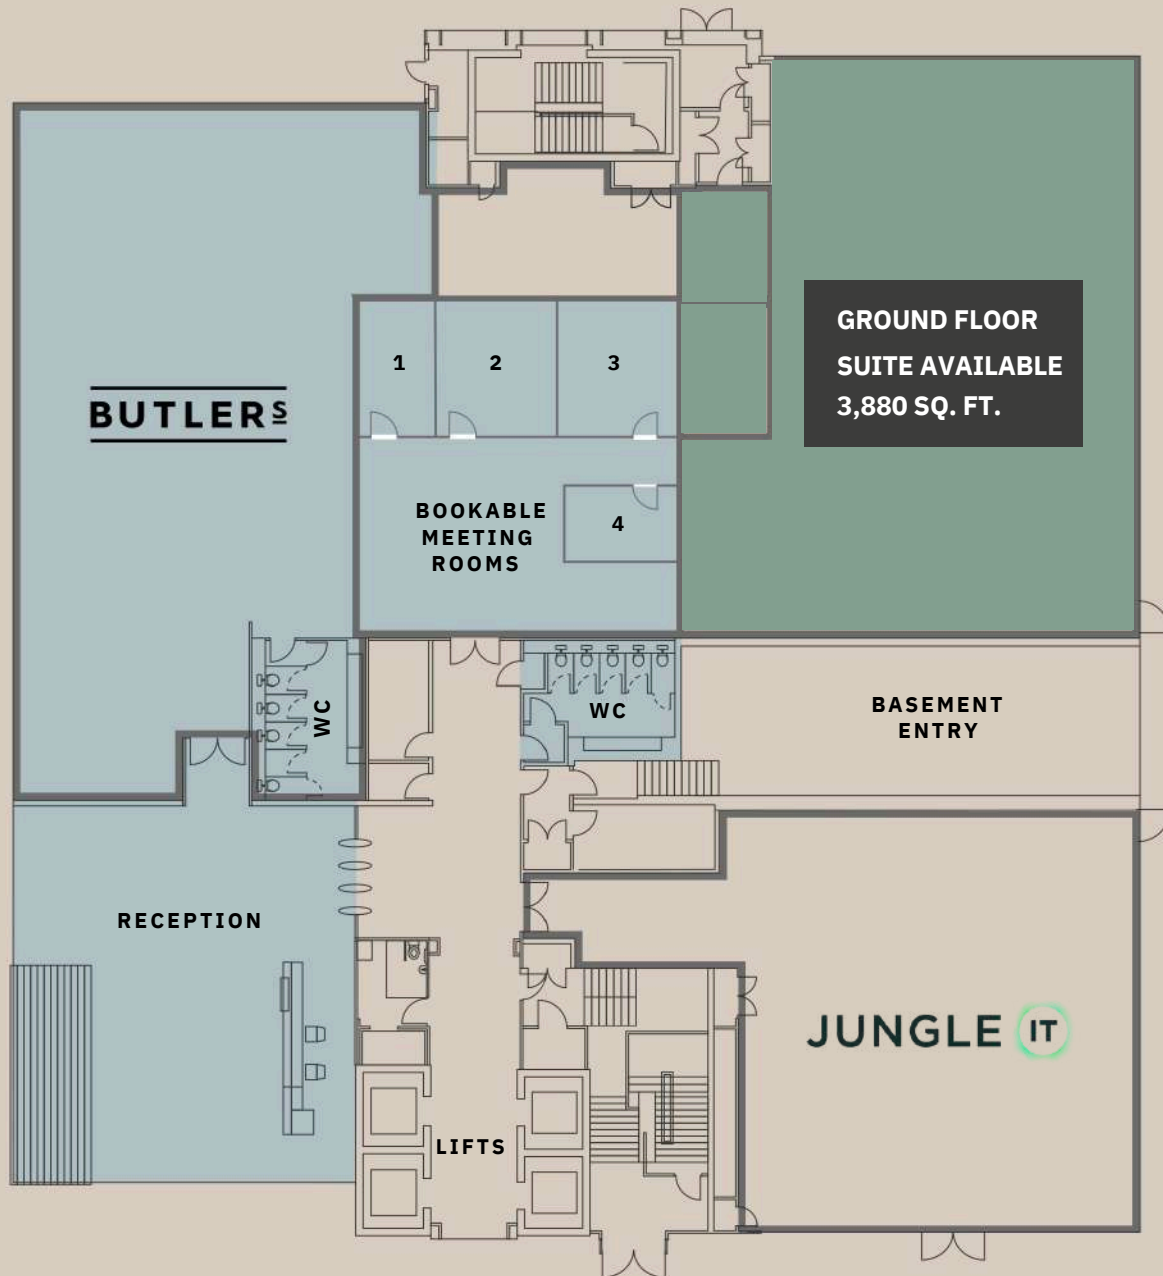 GROUND FLOOR
SUITE AVAILABLE
3,880 SQ. FT.
1
2
3
BUTLERS
BOOKABLE
MEETING
ROOMS
4
WC
WC
BASEMENT
ENTRY
RECEPTION
JUNGLE IT
LIFTS